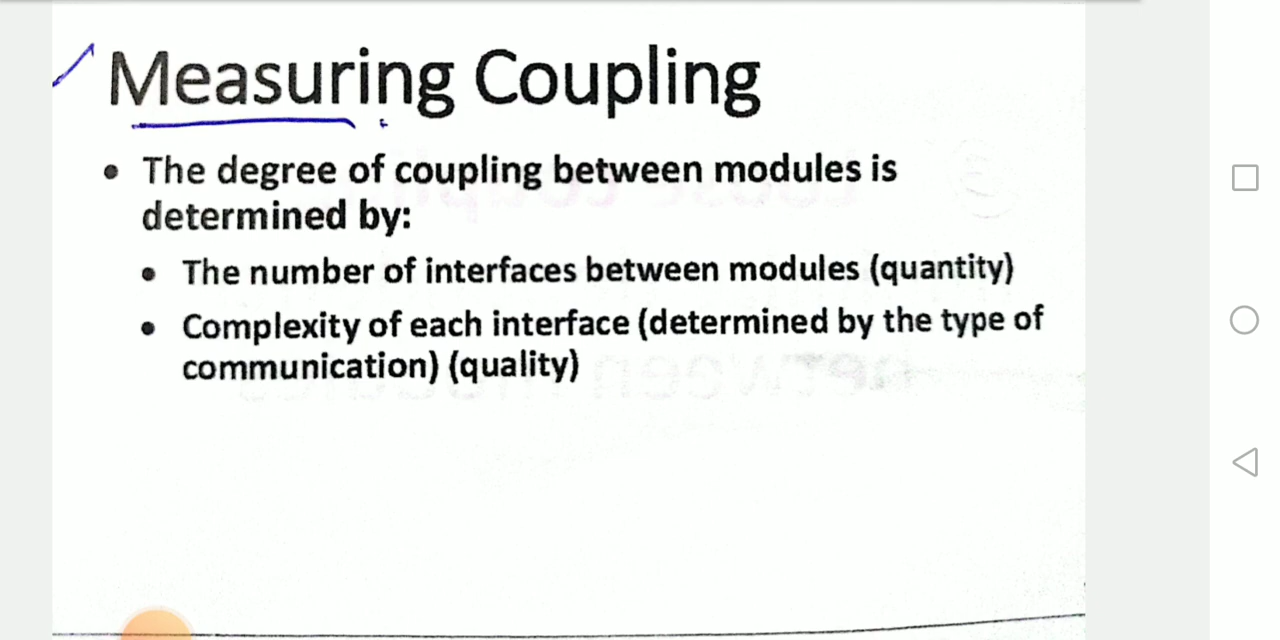 Measuring Coupling
• The degree of coupling between modules is
determined by:
• The number of interfaces between modules (quantity)
• Complexity of each interface (determined by the type of
communication) (quality)